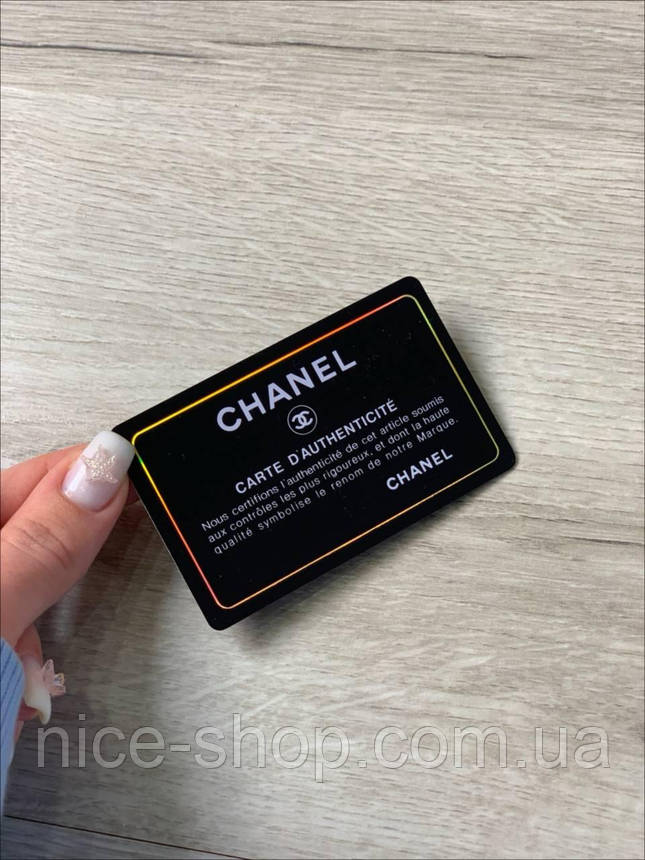 CHANEL
CARTE D'AUTHENTICITÉ
Nous certifions l'authenticité de cet article soumis
aux contrôles les plus rigoureux, et dont la haute
qualité symbolise le renom de notre Marque.
CHANEL
nice-shop.com.ua